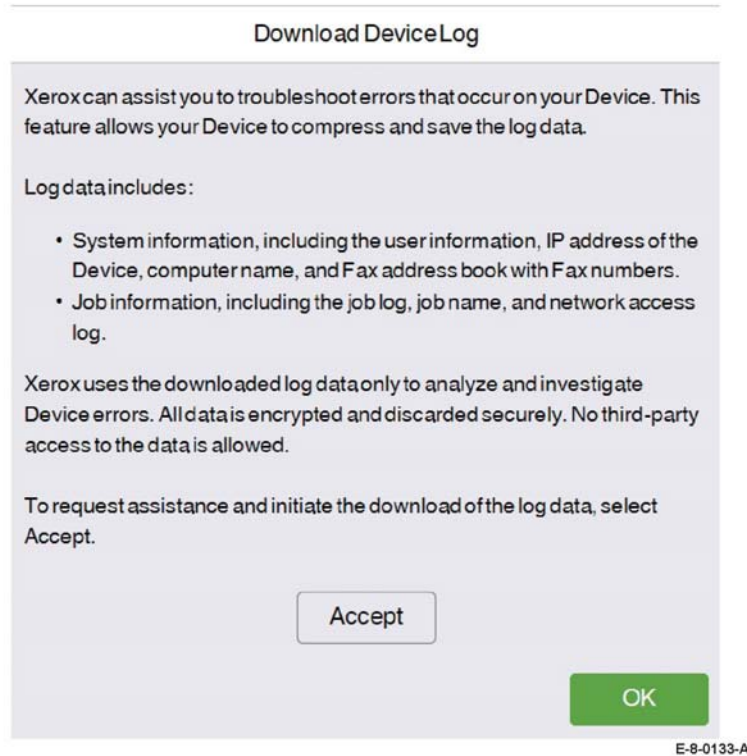 Download Device Log
Xerox can assist you to troubleshoot errors that occur on your Device. This
feature allows your Device to compress and save the log data.
Log data includes:
• System information, including the user information, IP address of the
Device, computer name, and Fax address book with Fax numbers.
• Job information, including the job log, job name, and network access
log.
Xerox uses the downloaded log data only to analyze and investigate
Device errors. All data is encrypted and discarded securely. No third-party
access to the data is allowed.
To request assistance and initiate the download of the log data, select
Accept.
Accept
OK
E-8-0133-A